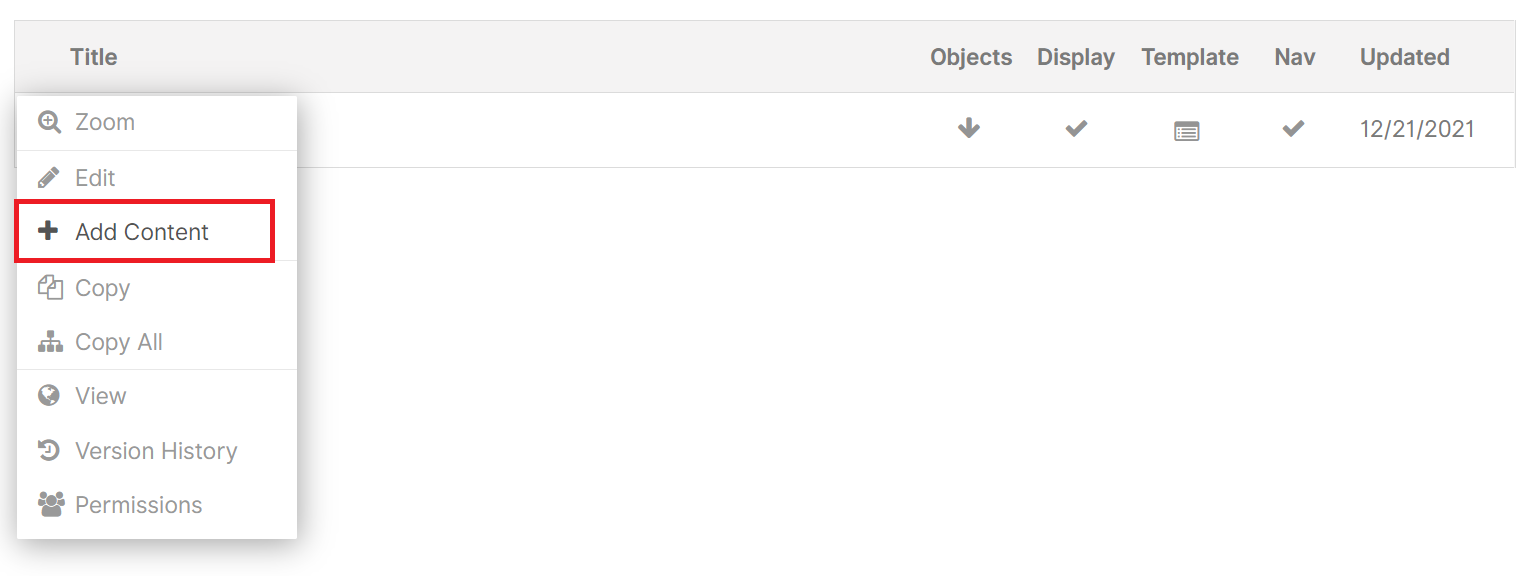 Title Objects Display Template Nav Updated
Zoom
12/21/2021
Edit
Add Content
Copy
Copy All
View
Version History
Permissions